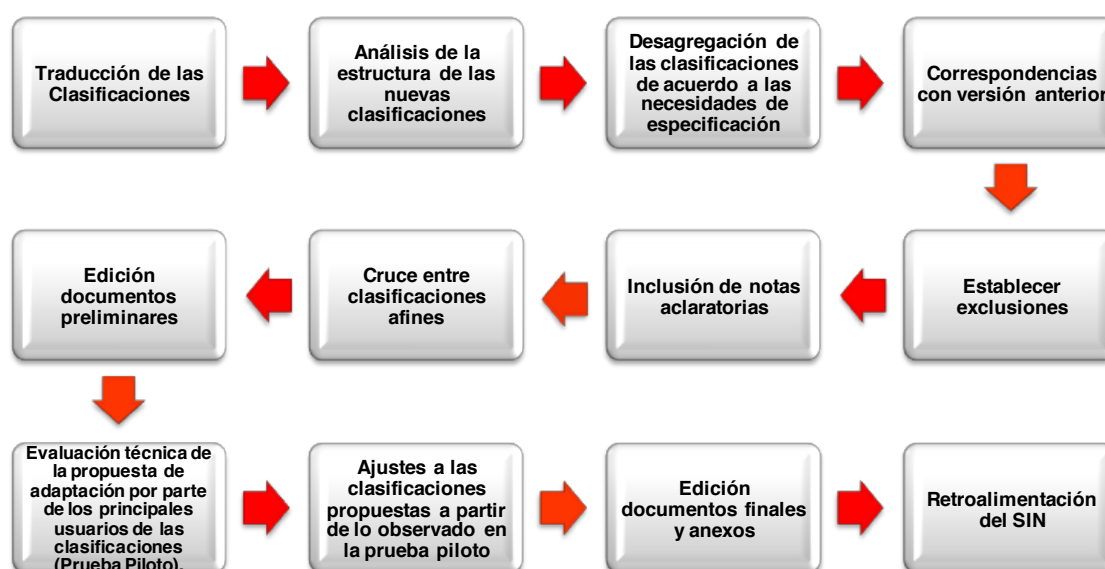 Traducción de las
Clasificaciones
Análisis de la
estructura de las
nuevas
clasificaciones
Desagregación de
las clasificaciones
de acuerdo a las
necesidades de
especificación
Correspondencias
con versión anterior
Establecer
exclusiones
Inclusión de notas
aclaratorias
Cruce entre
clasificaciones
afines
Edición
documentos
preliminares
Evaluación técnica de
la propuesta de
adaptación por parte
de los principales
usuarios de las
clasificaciones
(Prueba Piloto).
Ajustes a las
clasificaciones
propuestas a partir
de lo observado en
la prueba piloto
Edición
documentos finales
y anexos
Retroalimentación
del SIN